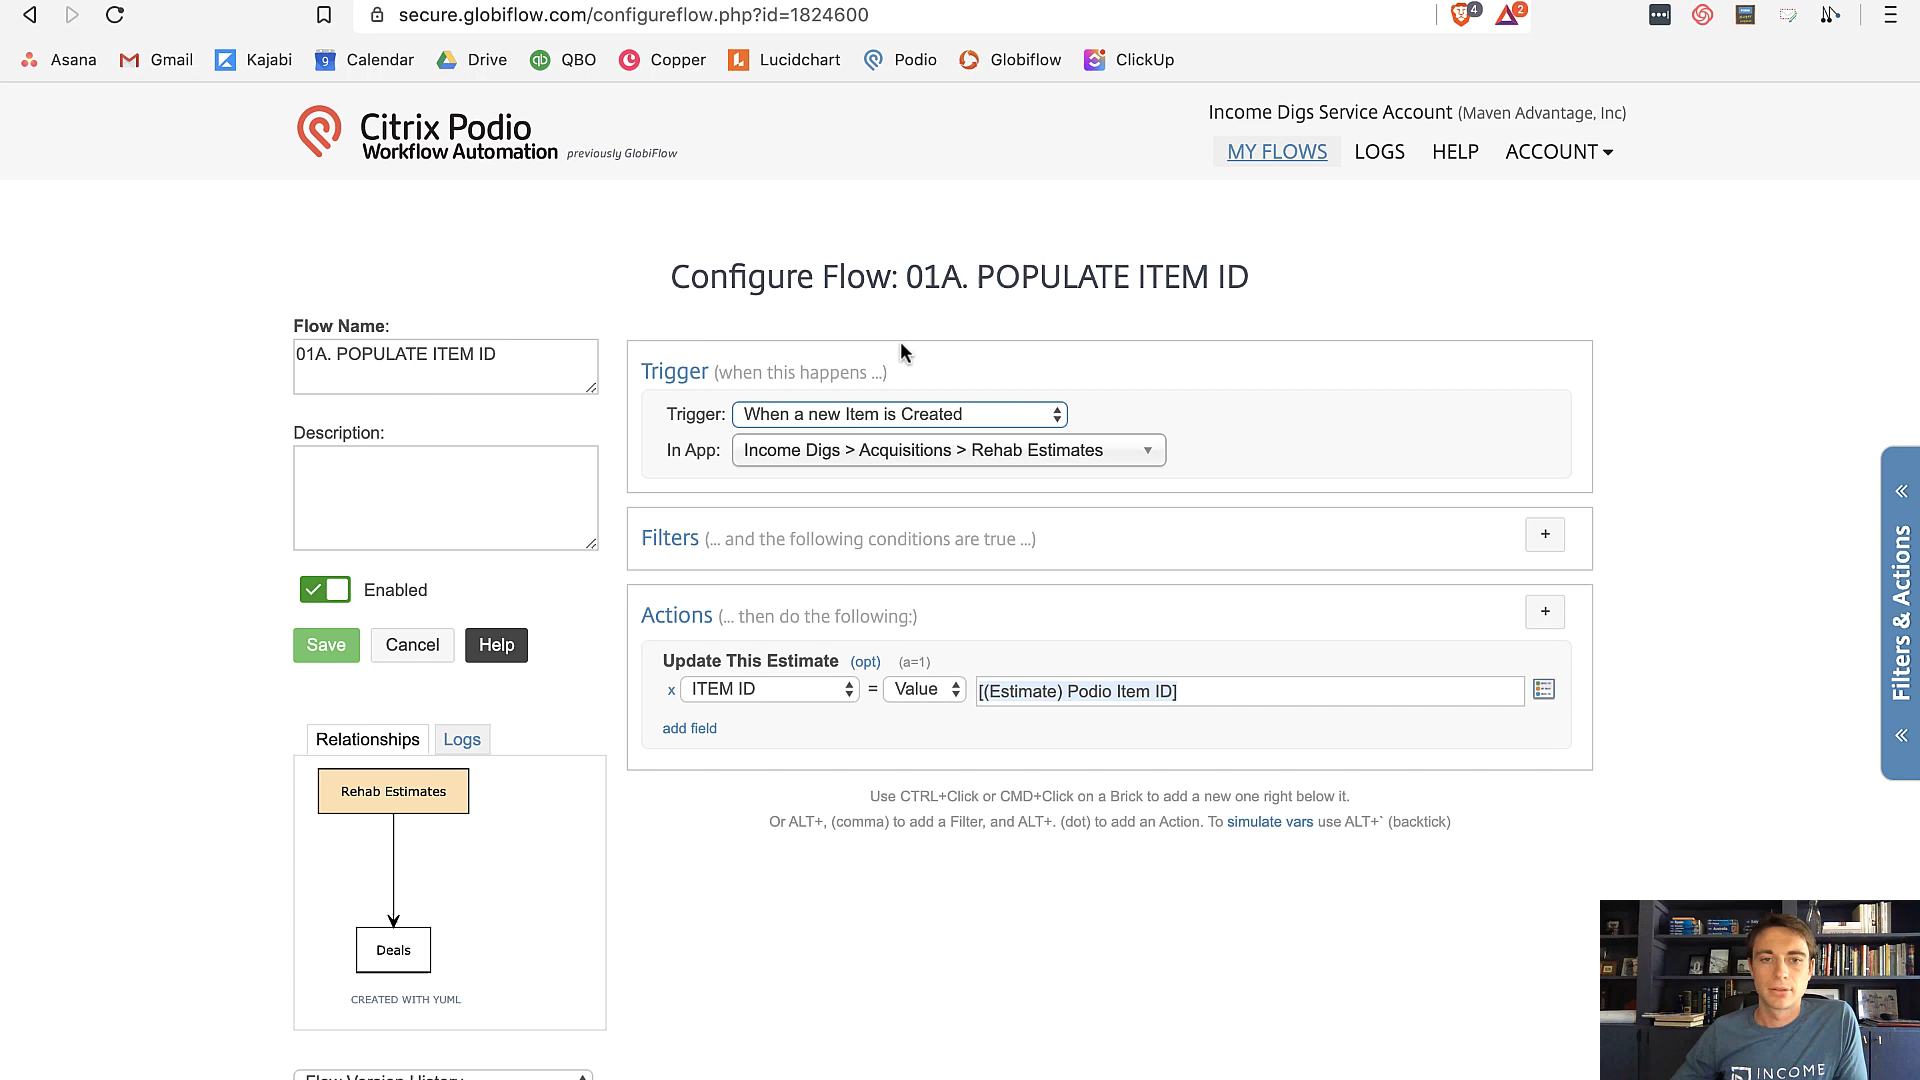 secure.globiflow.com/configureflow.php?id=1824600
4
2
Asana
Gmail
Kajabi
9
Calendar
Drive
qb
QBO
Copper
Lucidchart
Podio
Globiflow
ClickUp
Citrix Podio
Workflow Automation previously GlobiFlow
Income Digs Service Account (Maven Advantage, Inc)
MY FLOWS
LOGS
HELP
ACCOUNT
Configure Flow: 01A. POPULATE ITEM ID
Flow Name:
01A. POPULATE ITEM ID
Description:
Enabled
Save
Cancel
Help
Trigger (when this happens ...)
Trigger: When a new Item is Created
In App: Income Digs > Acquisitions > Rehab Estimates
Filters (... and the following conditions are true ...)
+
Actions (... then do the following:)
+
Update This Estimate (opt) (a=1)
x ITEM ID = Value [(Estimate) Podio Item ID]
add field
Use CTRL+Click or CMD+Click on a Brick to add a new one right below it.
Or ALT+, (comma) to add a Filter, and ALT+. (dot) to add an Action. To simulate vars use ALT+` (backtick)
Relationships
Logs
Rehab Estimates
Deals
CREATED WITH YUML
Flow Version History
Filters & Actions
INCOME